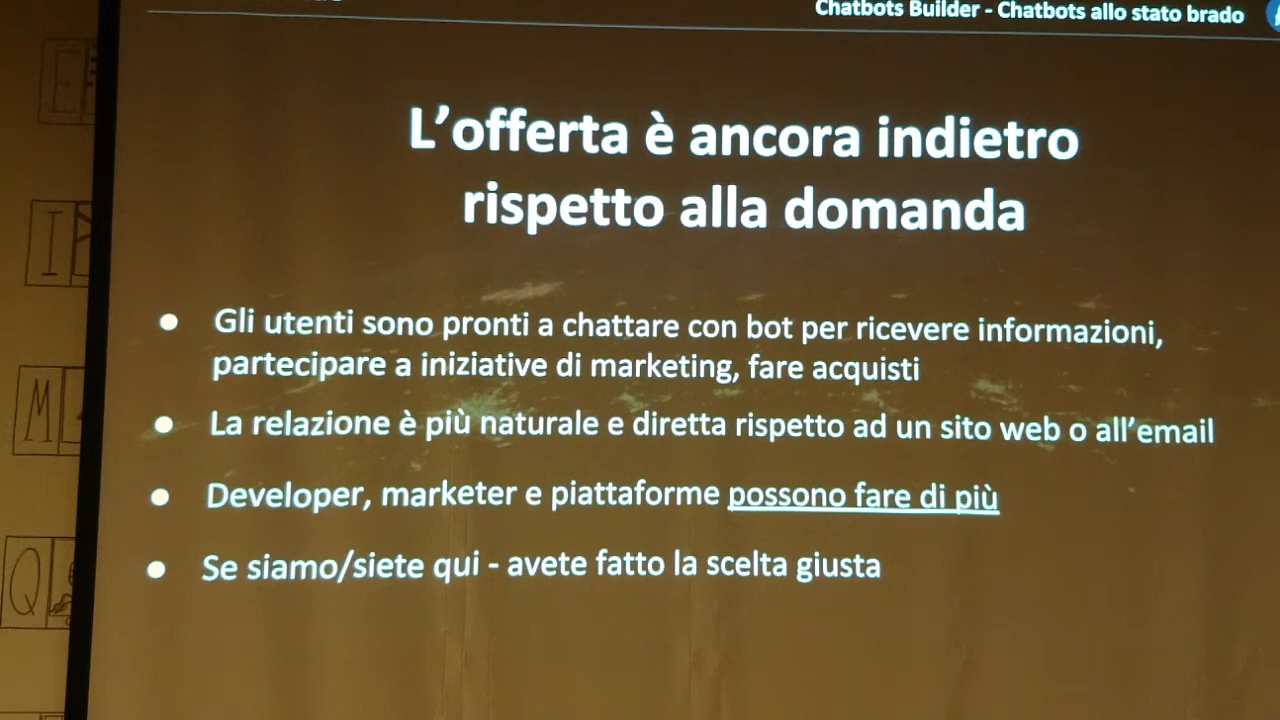 Chatbots Builder - Chatbots allo stato brado
L’offerta è ancora indietro
rispetto alla domanda
● Gli utenti sono pronti a chattare con bot per ricevere informazioni,
partecipare a iniziative di marketing, fare acquisti
● La relazione è più naturale e diretta rispetto ad un sito web o all’email
● Developer, marketer e piattaforme possono fare di più
● Se siamo/siete qui - avete fatto la scelta giusta
E
I
M
Q